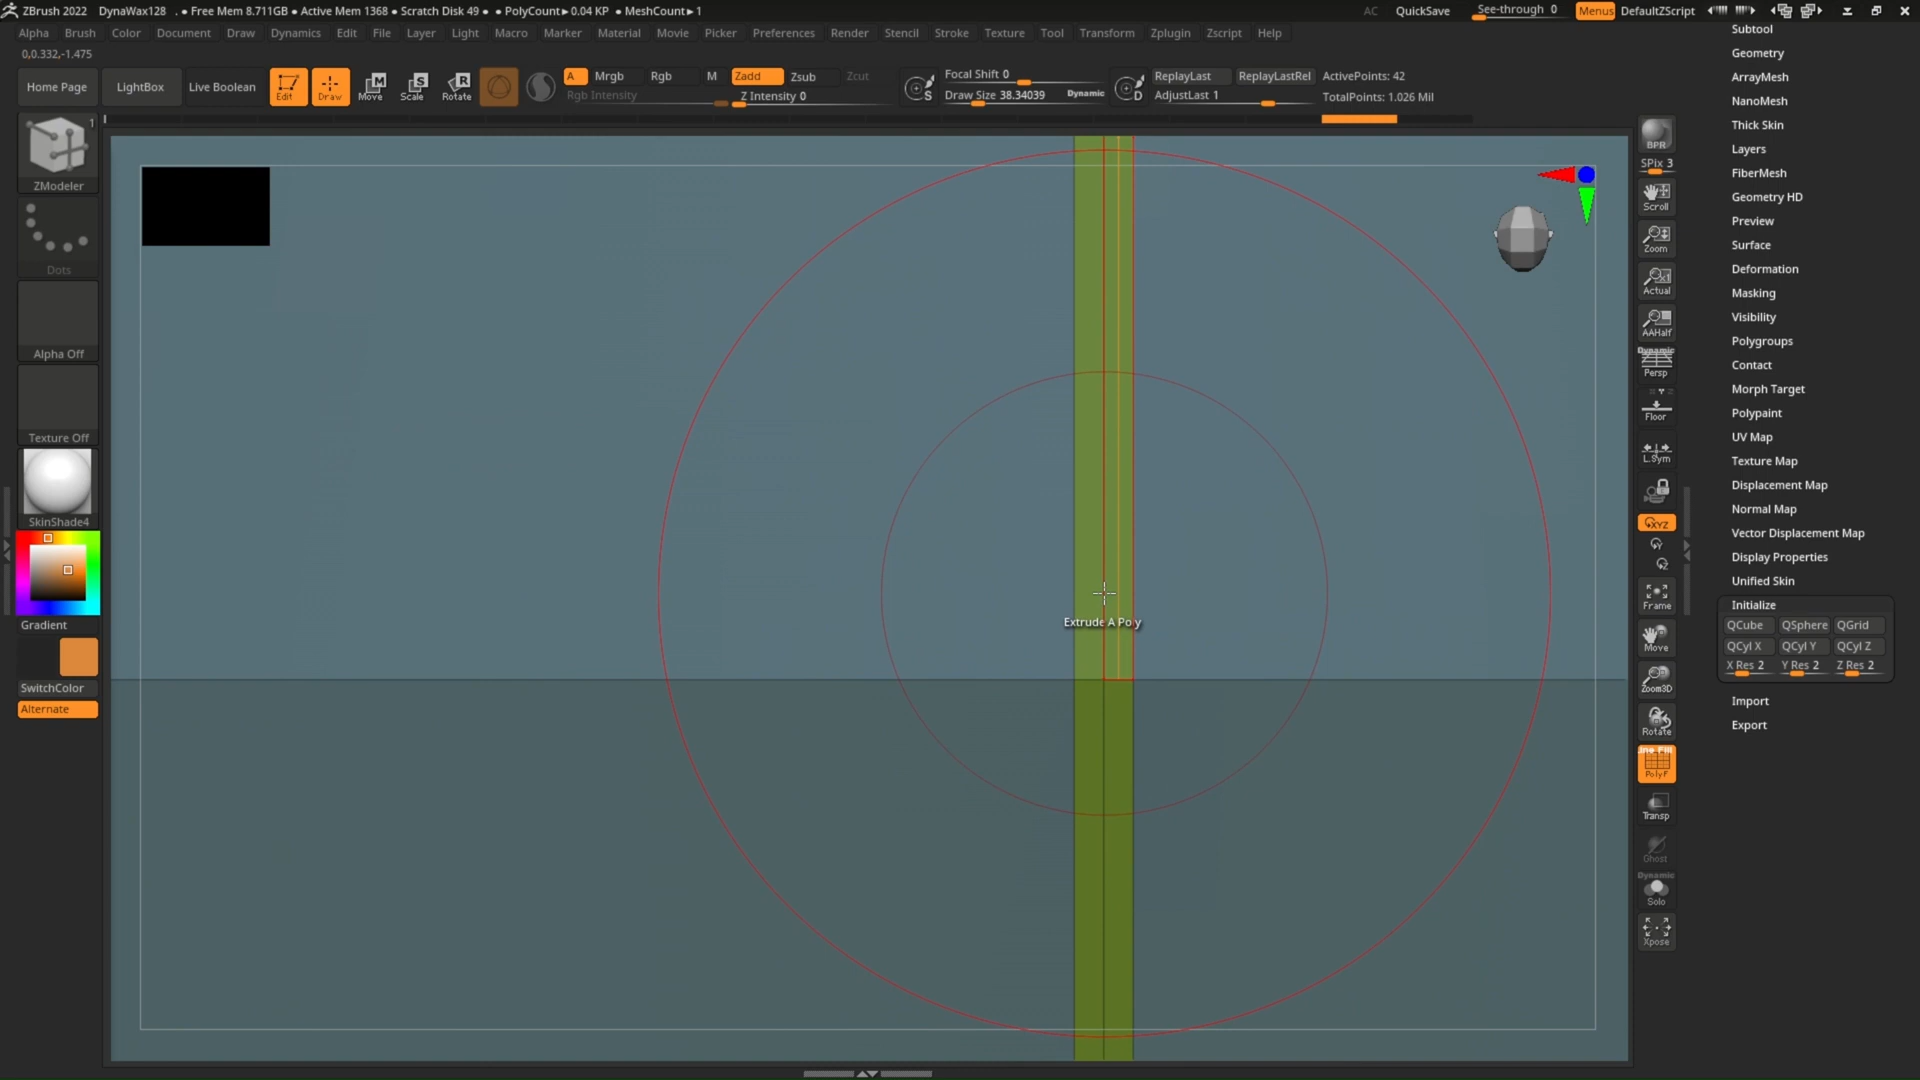 ZBrush 2022 DynaWax128 . • Free Mem 8.711GB • Active Mem 1368 • Scratch Disk 49 • • PolyCount▸0.04 KP • MeshCount▸1
AC QuickSave See-through 0 Menus DefaultZScript
Alpha Brush Color Document Draw Dynamics Edit File Layer Light Macro Marker Material Movie Picker Preferences Render Stencil Stroke Texture Tool Transform Zplugin Zscript Help
0,0.332,-1.475
Home Page LightBox Live Boolean Edit Draw Move Scale Rotate
A Mrgb Rgb M Zadd Zsub Zcut
Rgb Intensity Z Intensity 0
S Focal Shift 0
Draw Size 38.34039 Dynamic
D ReplayLast ReplayLastRel
AdjustLast 1
ActivePoints: 42
TotalPoints: 1.026 Mil
1
ZModeler
Dots
Alpha Off
Texture Off
SkinShade4
Gradient
SwitchColor
Alternate
Extrude A Poly
BPR
SPix 3
Scroll
Zoom
Actual
AAHalf
Dynamic
Persp
Floor
L.Sym
XYZ
Y
Z
Frame
Move
Zoom3D
Rotate
Line Fill
PolyF
Transp
Ghost
Dynamic
Solo
Xpose
Subtool
Geometry
ArrayMesh
NanoMesh
Thick Skin
Layers
FiberMesh
Geometry HD
Preview
Surface
Deformation
Masking
Visibility
Polygroups
Contact
Morph Target
Polypaint
UV Map
Texture Map
Displacement Map
Normal Map
Vector Displacement Map
Display Properties
Unified Skin
Initialize
QCube QSphere QGrid
QCyl X QCyl Y QCyl Z
X Res 2 Y Res 2 Z Res 2
Import
Export